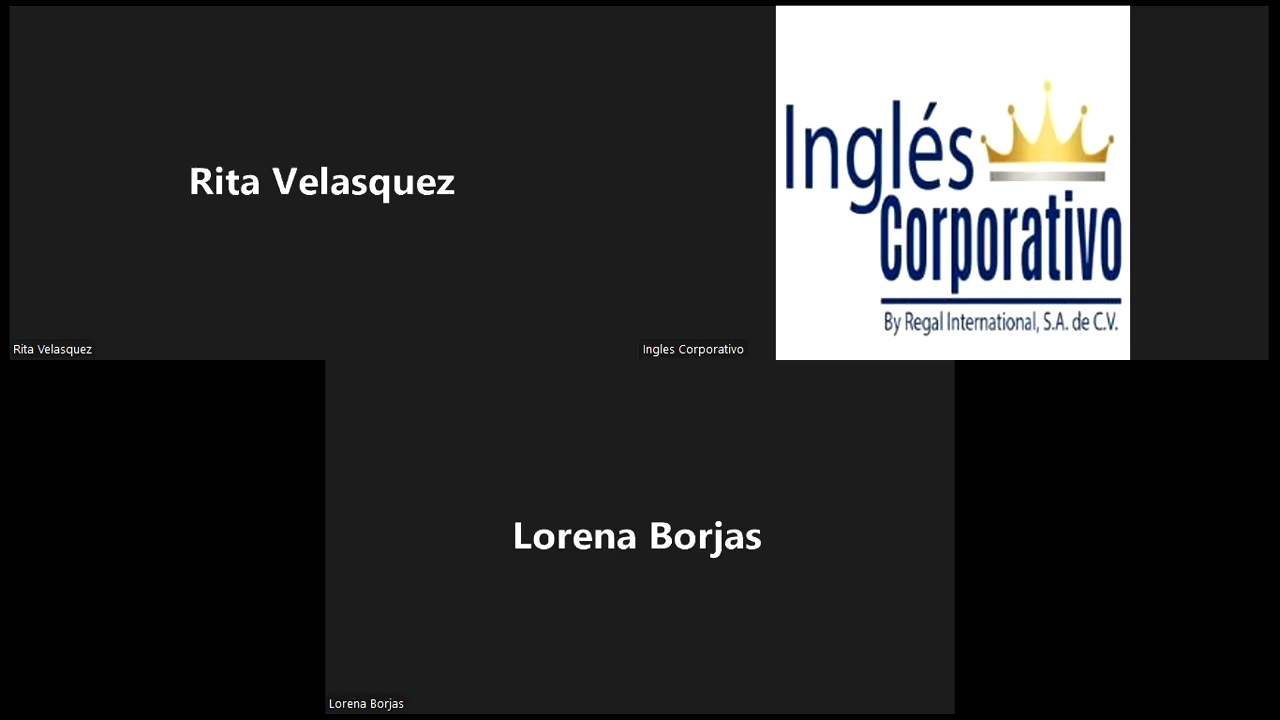 Rita Velasquez
Rita Velasquez
Inglés
Corporativo
By Regal International, S.A. de C.V.
Ingles Corporativo
Lorena Borjas
Lorena Borjas